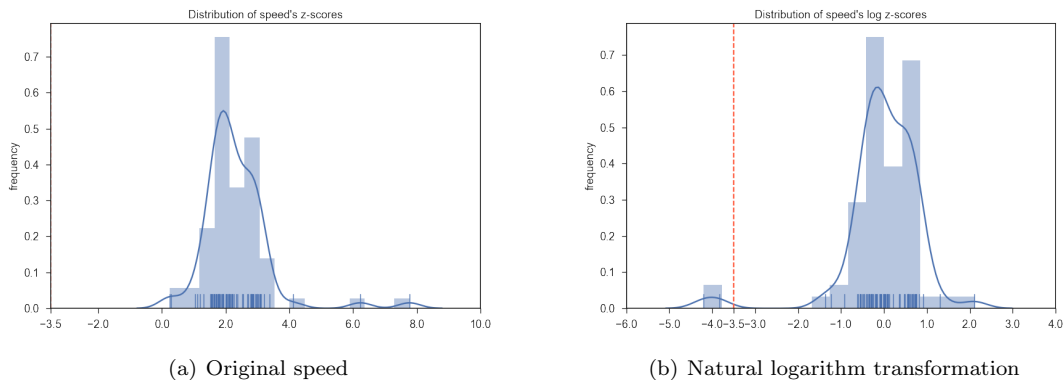 Distribution of speed's z-scores
frequency
0.7
0.6
0.5
0.4
0.3
0.2
0.1
0.0
−3.5 −2.0 0.0 2.0 4.0 6.0 8.0 10.0
(a) Original speed
Distribution of speed's log z-scores
frequency
0.7
0.6
0.5
0.4
0.3
0.2
0.1
0.0
−6.0 −5.0 −4.0 −3.5 −3.0 −2.0 −1.0 0.0 1.0 2.0 3.0 4.0
(b) Natural logarithm transformation